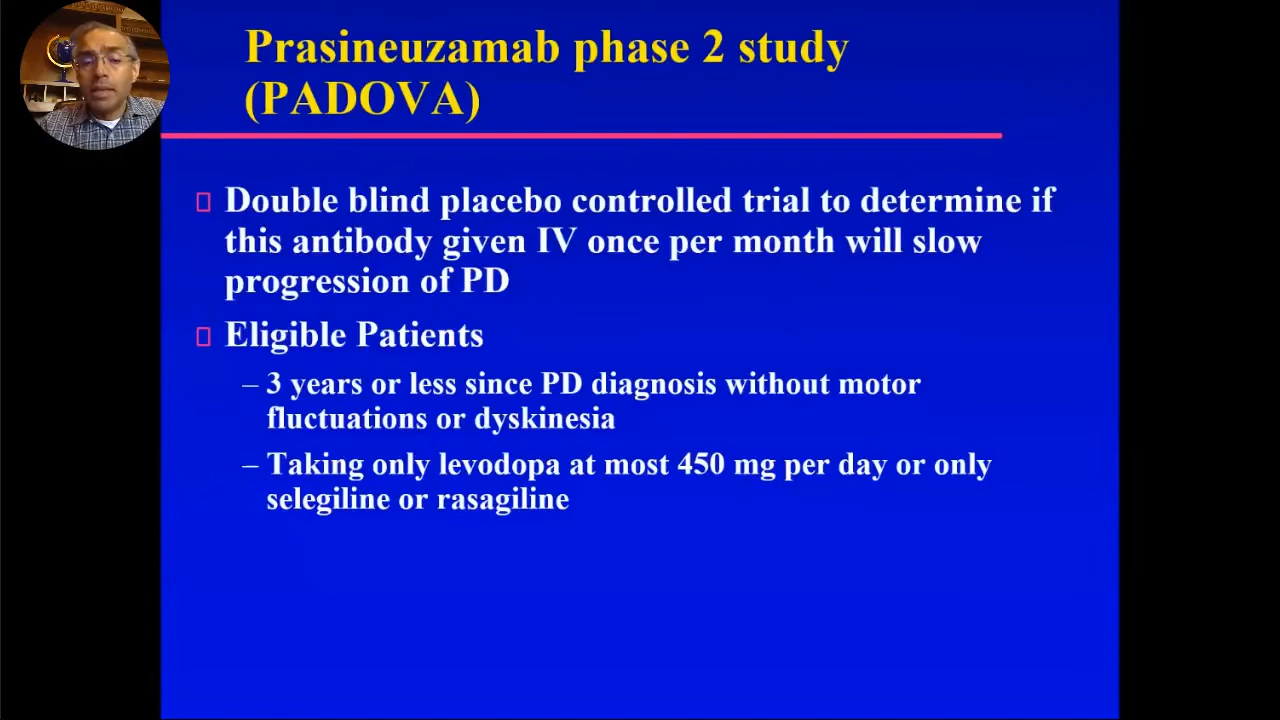 Prasineuzamab phase 2 study
(PADOVA)
Double blind placebo controlled trial to determine if
this antibody given IV once per month will slow
progression of PD
Eligible Patients
– 3 years or less since PD diagnosis without motor
fluctuations or dyskinesia
– Taking only levodopa at most 450 mg per day or only
selegiline or rasagiline